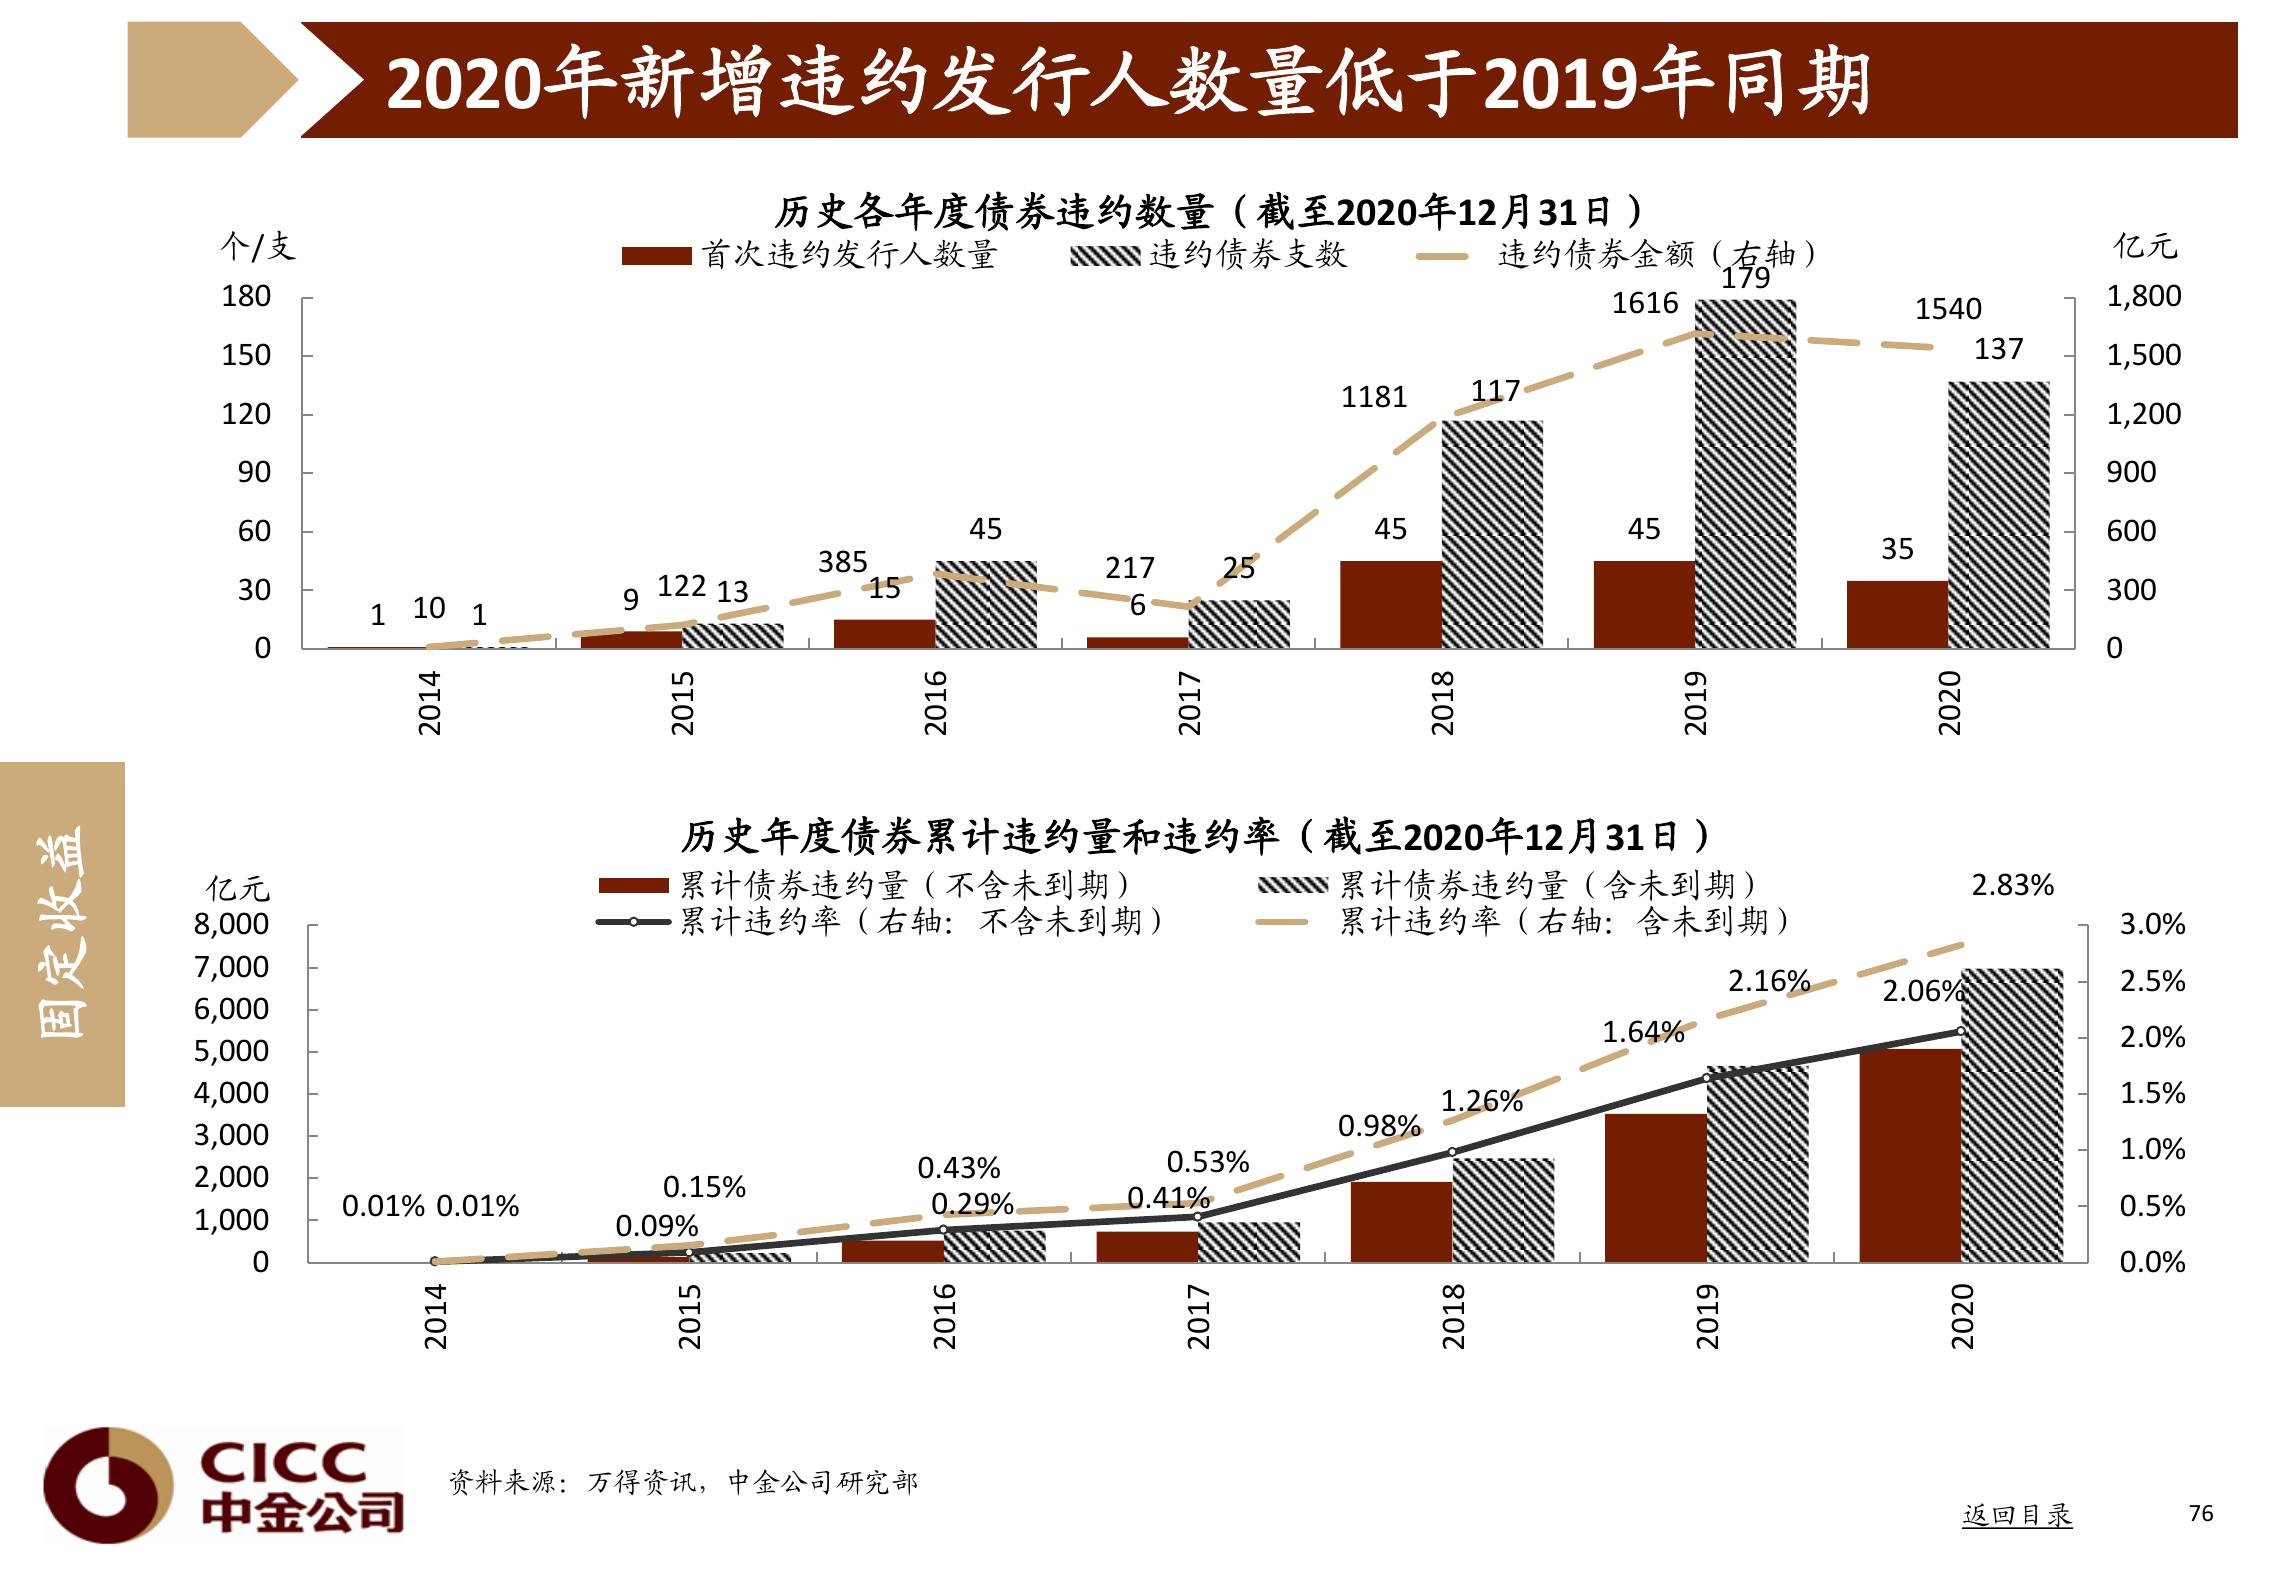 2020年新增违约发行人数量低于2019年同期
历史各年度债券违约数量（截至2020年12月31日）
个/支
亿元
首次违约发行人数量
违约债券支数
违约债券金额（右轴）
180
150
120
90
60
30
0
1,800
1,500
1,200
900
600
300
0
1 10 1
9 122 13
385 15 45
217 6 25
1181 45 117
1616 45 179
1540 35 137
2014 2015 2016 2017 2018 2019 2020
固定收益
历史年度债券累计违约量和违约率（截至2020年12月31日）
亿元
累计债券违约量（不含未到期）
累计债券违约量（含未到期）
累计违约率（右轴：不含未到期）
累计违约率（右轴：含未到期）
8,000
7,000
6,000
5,000
4,000
3,000
2,000
1,000
0
3.0%
2.5%
2.0%
1.5%
1.0%
0.5%
0.0%
0.01% 0.01%
0.15%
0.09%
0.43%
0.29%
0.53%
0.41%
0.98%
1.26%
1.64%
2.16%
2.06%
2.83%
2014 2015 2016 2017 2018 2019 2020
CICC
中金公司
资料来源：万得资讯，中金公司研究部
返回目录
76